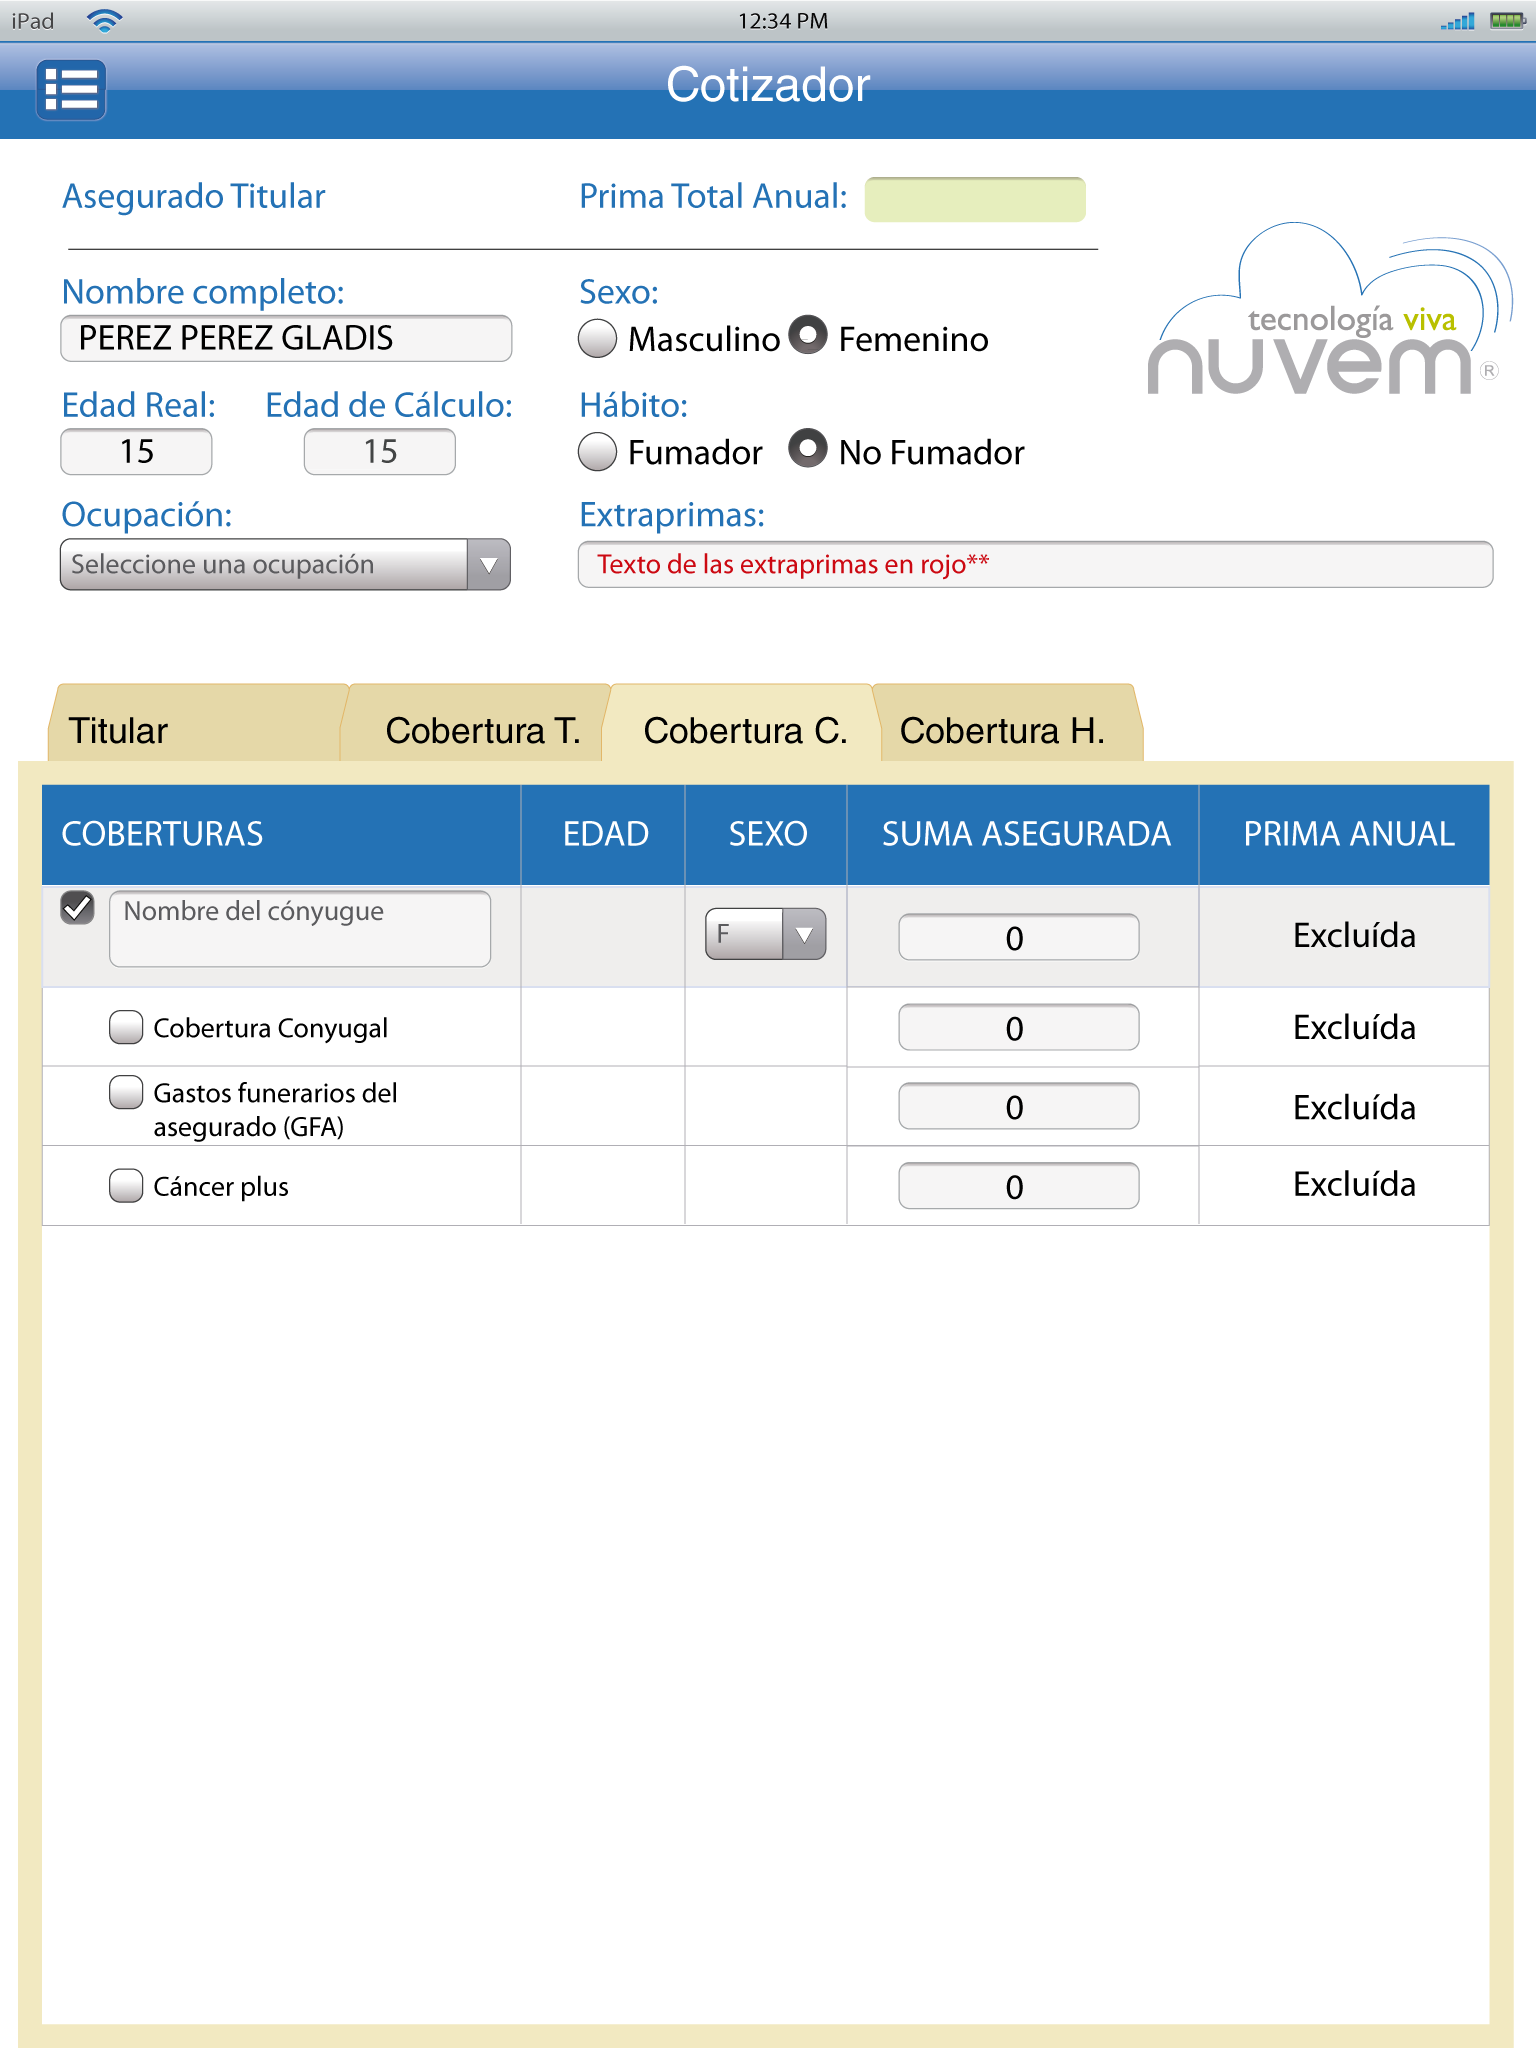 iPad 12:34 PM
Cotizador
Asegurado Titular Prima Total Anual:
Nombre completo: Sexo:
PEREZ PEREZ GLADIS Masculino Femenino
tecnología viva
nuvem ®
Edad Real: Edad de Cálculo: Hábito:
15 15 Fumador No Fumador
Ocupación: Extraprimas:
Seleccione una ocupación Texto de las extraprimas en rojo**
Titular Cobertura T. Cobertura C. Cobertura H.
COBERTURAS EDAD SEXO SUMA ASEGURADA PRIMA ANUAL
Nombre del cónyugue F 0 Excluída
Cobertura Conyugal 0 Excluída
Gastos funerarios del
asegurado (GFA) 0 Excluída
Cáncer plus 0 Excluída